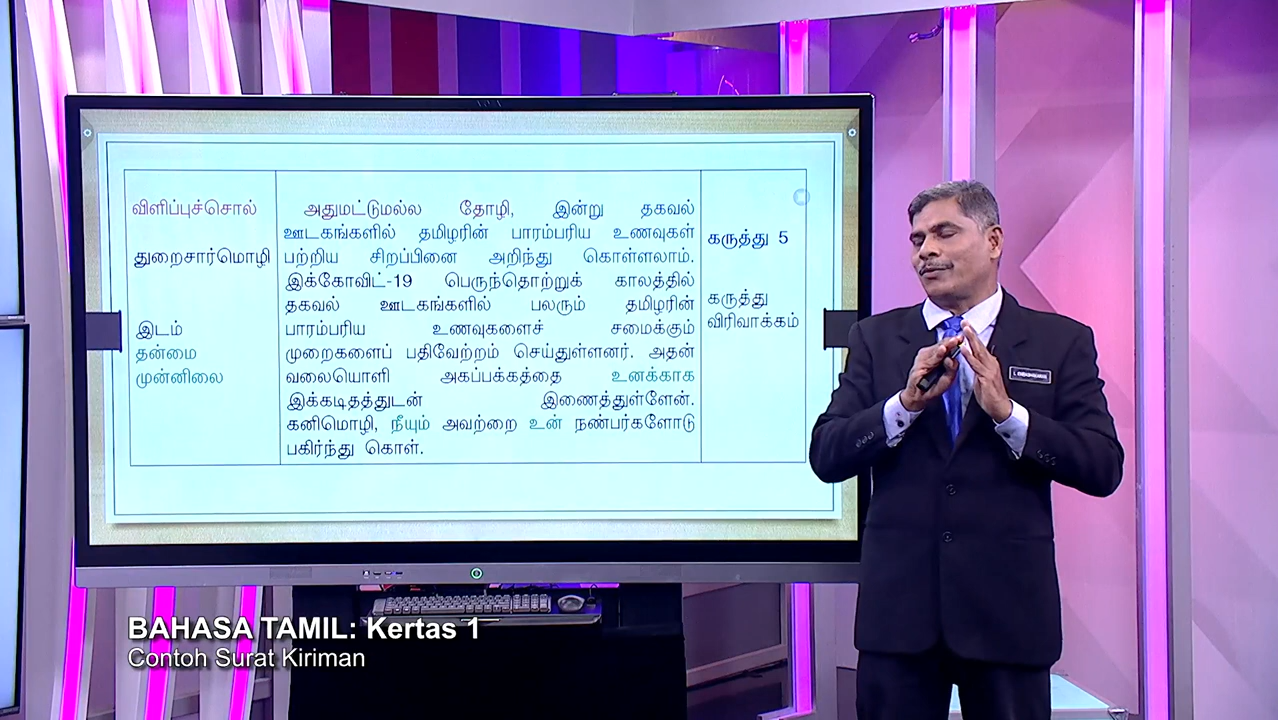 விளிப்புச்சொல்
துறைசார்மொழி
இடம்
தன்மை
முன்னிலை
அதுமட்டுமல்ல தோழி, இன்று தகவல்
ஊடகங்களில் தமிழரின் பாரம்பரிய உணவுகள்
பற்றிய சிறப்பினை அறிந்து கொள்ளலாம்.
இக்கோவிட்-19 பெருந்தொற்றுக் காலத்தில்
தகவல் ஊடகங்களில் பலரும் தமிழரின்
பாரம்பரிய உணவுகளைச் சமைக்கும்
முறைகளைப் பதிவேற்றம் செய்துள்ளனர். அதன்
வலையொளி அகப்பக்கத்தை உனக்காக
இக்கடிதத்துடன் இணைத்துள்ளேன்.
கனிமொழி, நீயும் அவற்றை உன் நண்பர்களோடு
பகிர்ந்து கொள்.
கருத்து 5
கருத்து
விரிவாக்கம்
BAHASA TAMIL: Kertas 1
Contoh Surat Kiriman